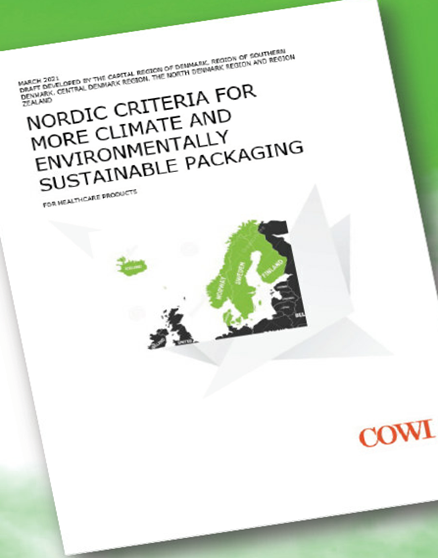 MARCH 2021
DRAFT DEVELOPED BY THE CAPITAL REGION OF DENMARK, REGION OF SOUTHERN
DENMARK, CENTRAL DENMARK REGION, THE NORTH DENMARK REGION AND REGION
ZEALAND
NORDIC CRITERIA FOR
MORE CLIMATE AND
ENVIRONMENTALLY
SUSTAINABLE PACKAGING
FOR HEALTHCARE PRODUCTS
NORWAY
SWEDEN
FINLAND
COWI